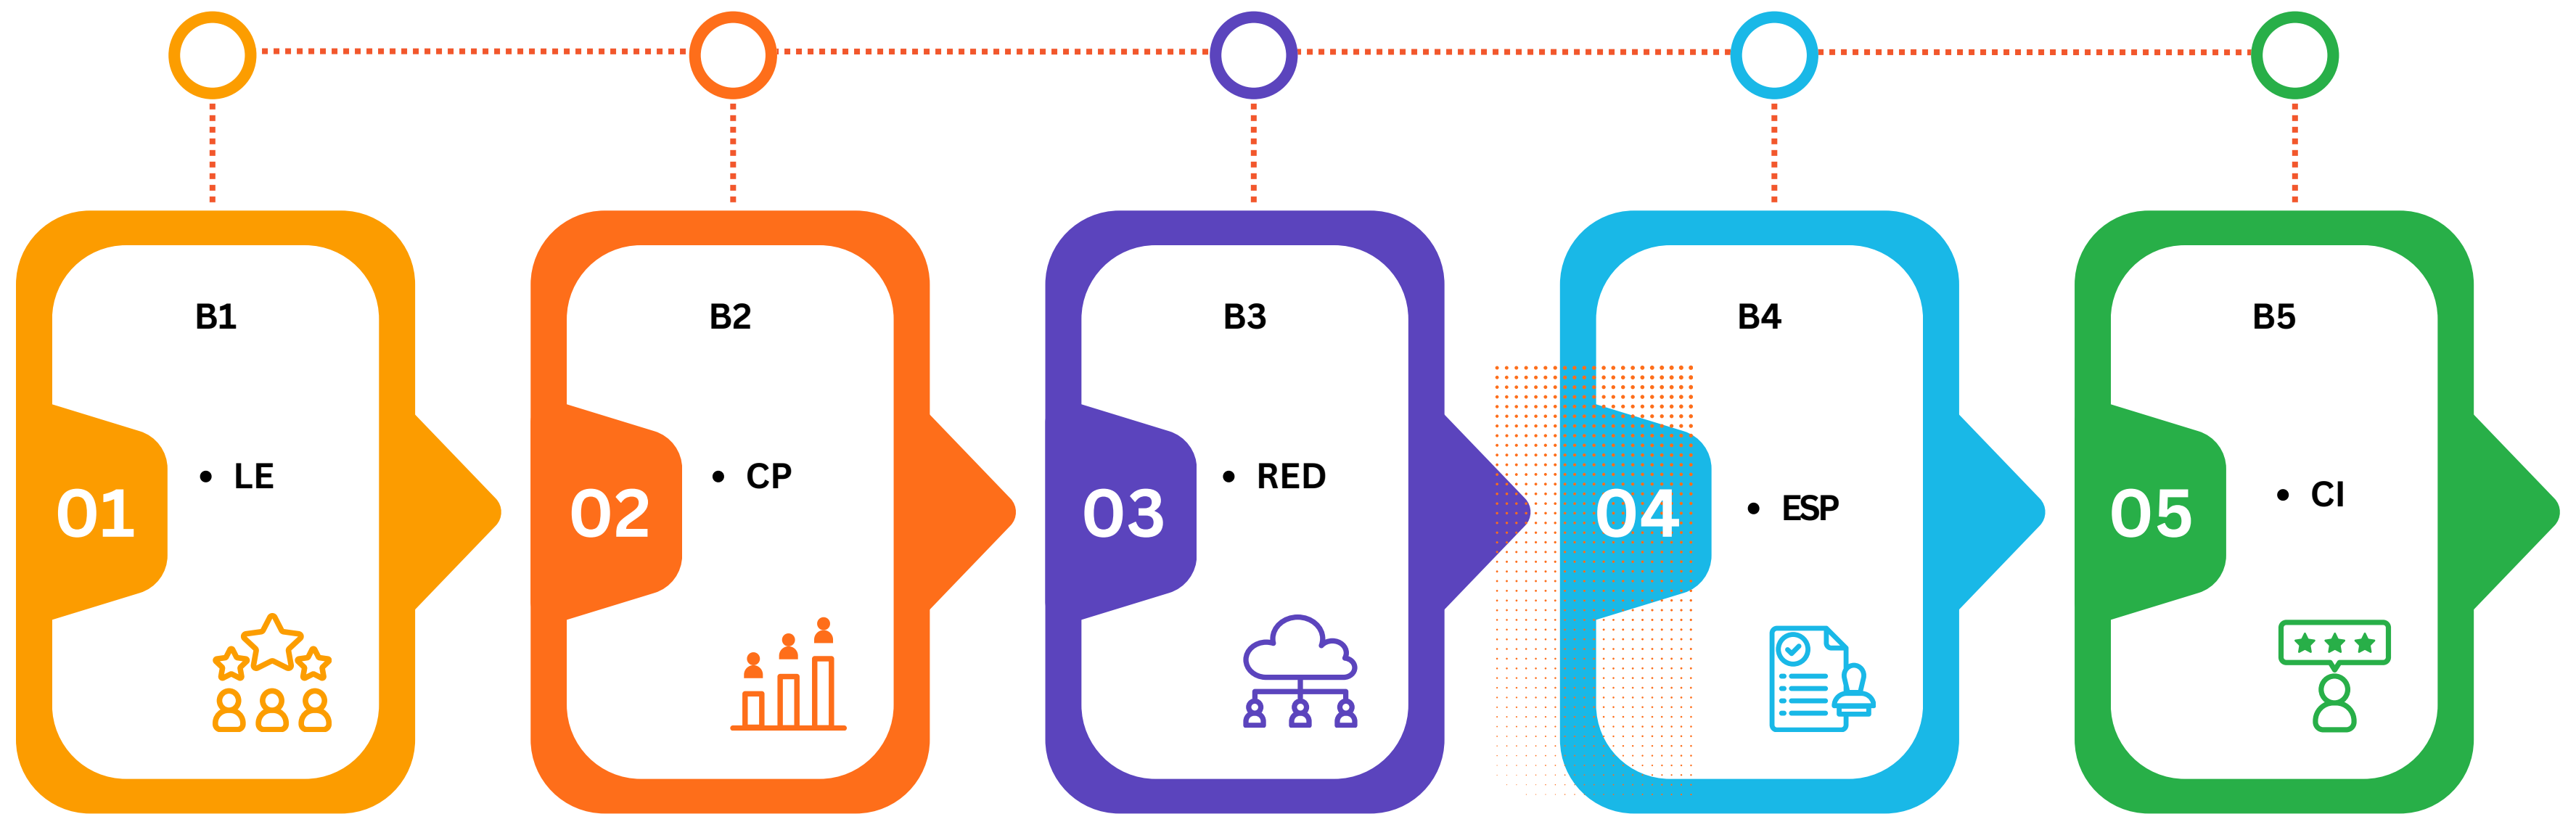 B1
• LE
01
B2
• CP
02
B3
• RED
03
B4
• ESP
04
B5
• CI
05